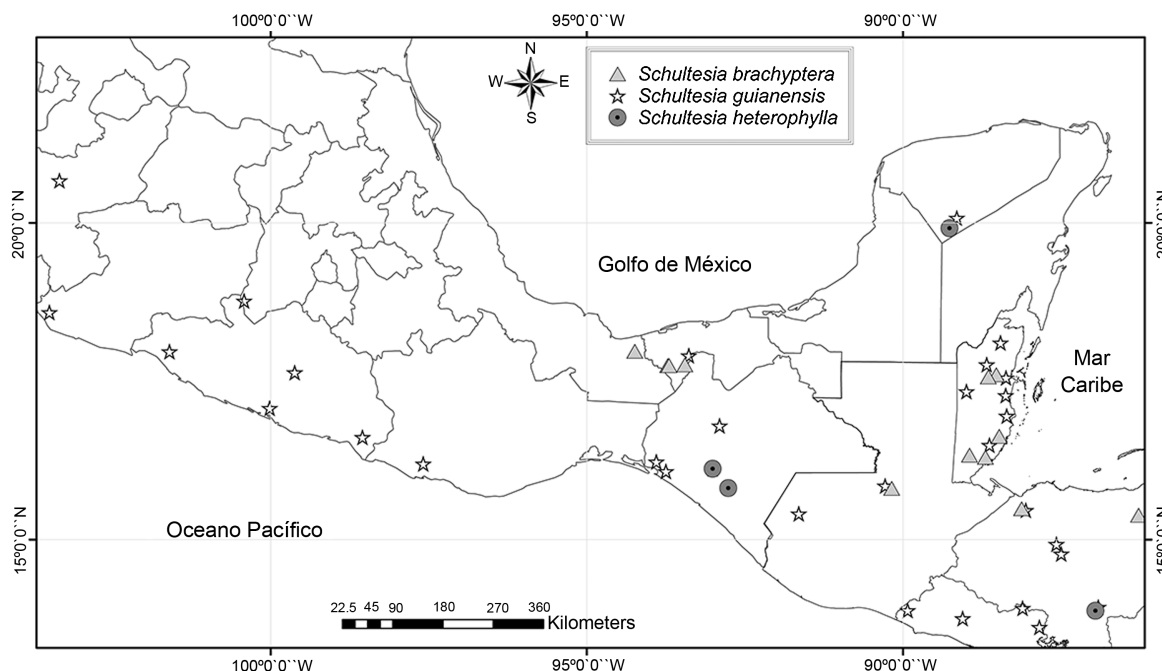 100º0´0``W 95º0´0``W 90º0´0``W
N
W E
S
Schultesia brachyptera
Schultesia guianensis
Schultesia heterophylla
20º0´0``N 20º0´0``N
Golfo de México
Mar
Caribe
Oceano Pacífico
15º0´0``N 15º0´0``N
22.5 45 90 180 270 360
Kilometers
100º0´0``W 95º0´0``W 90º0´0``W